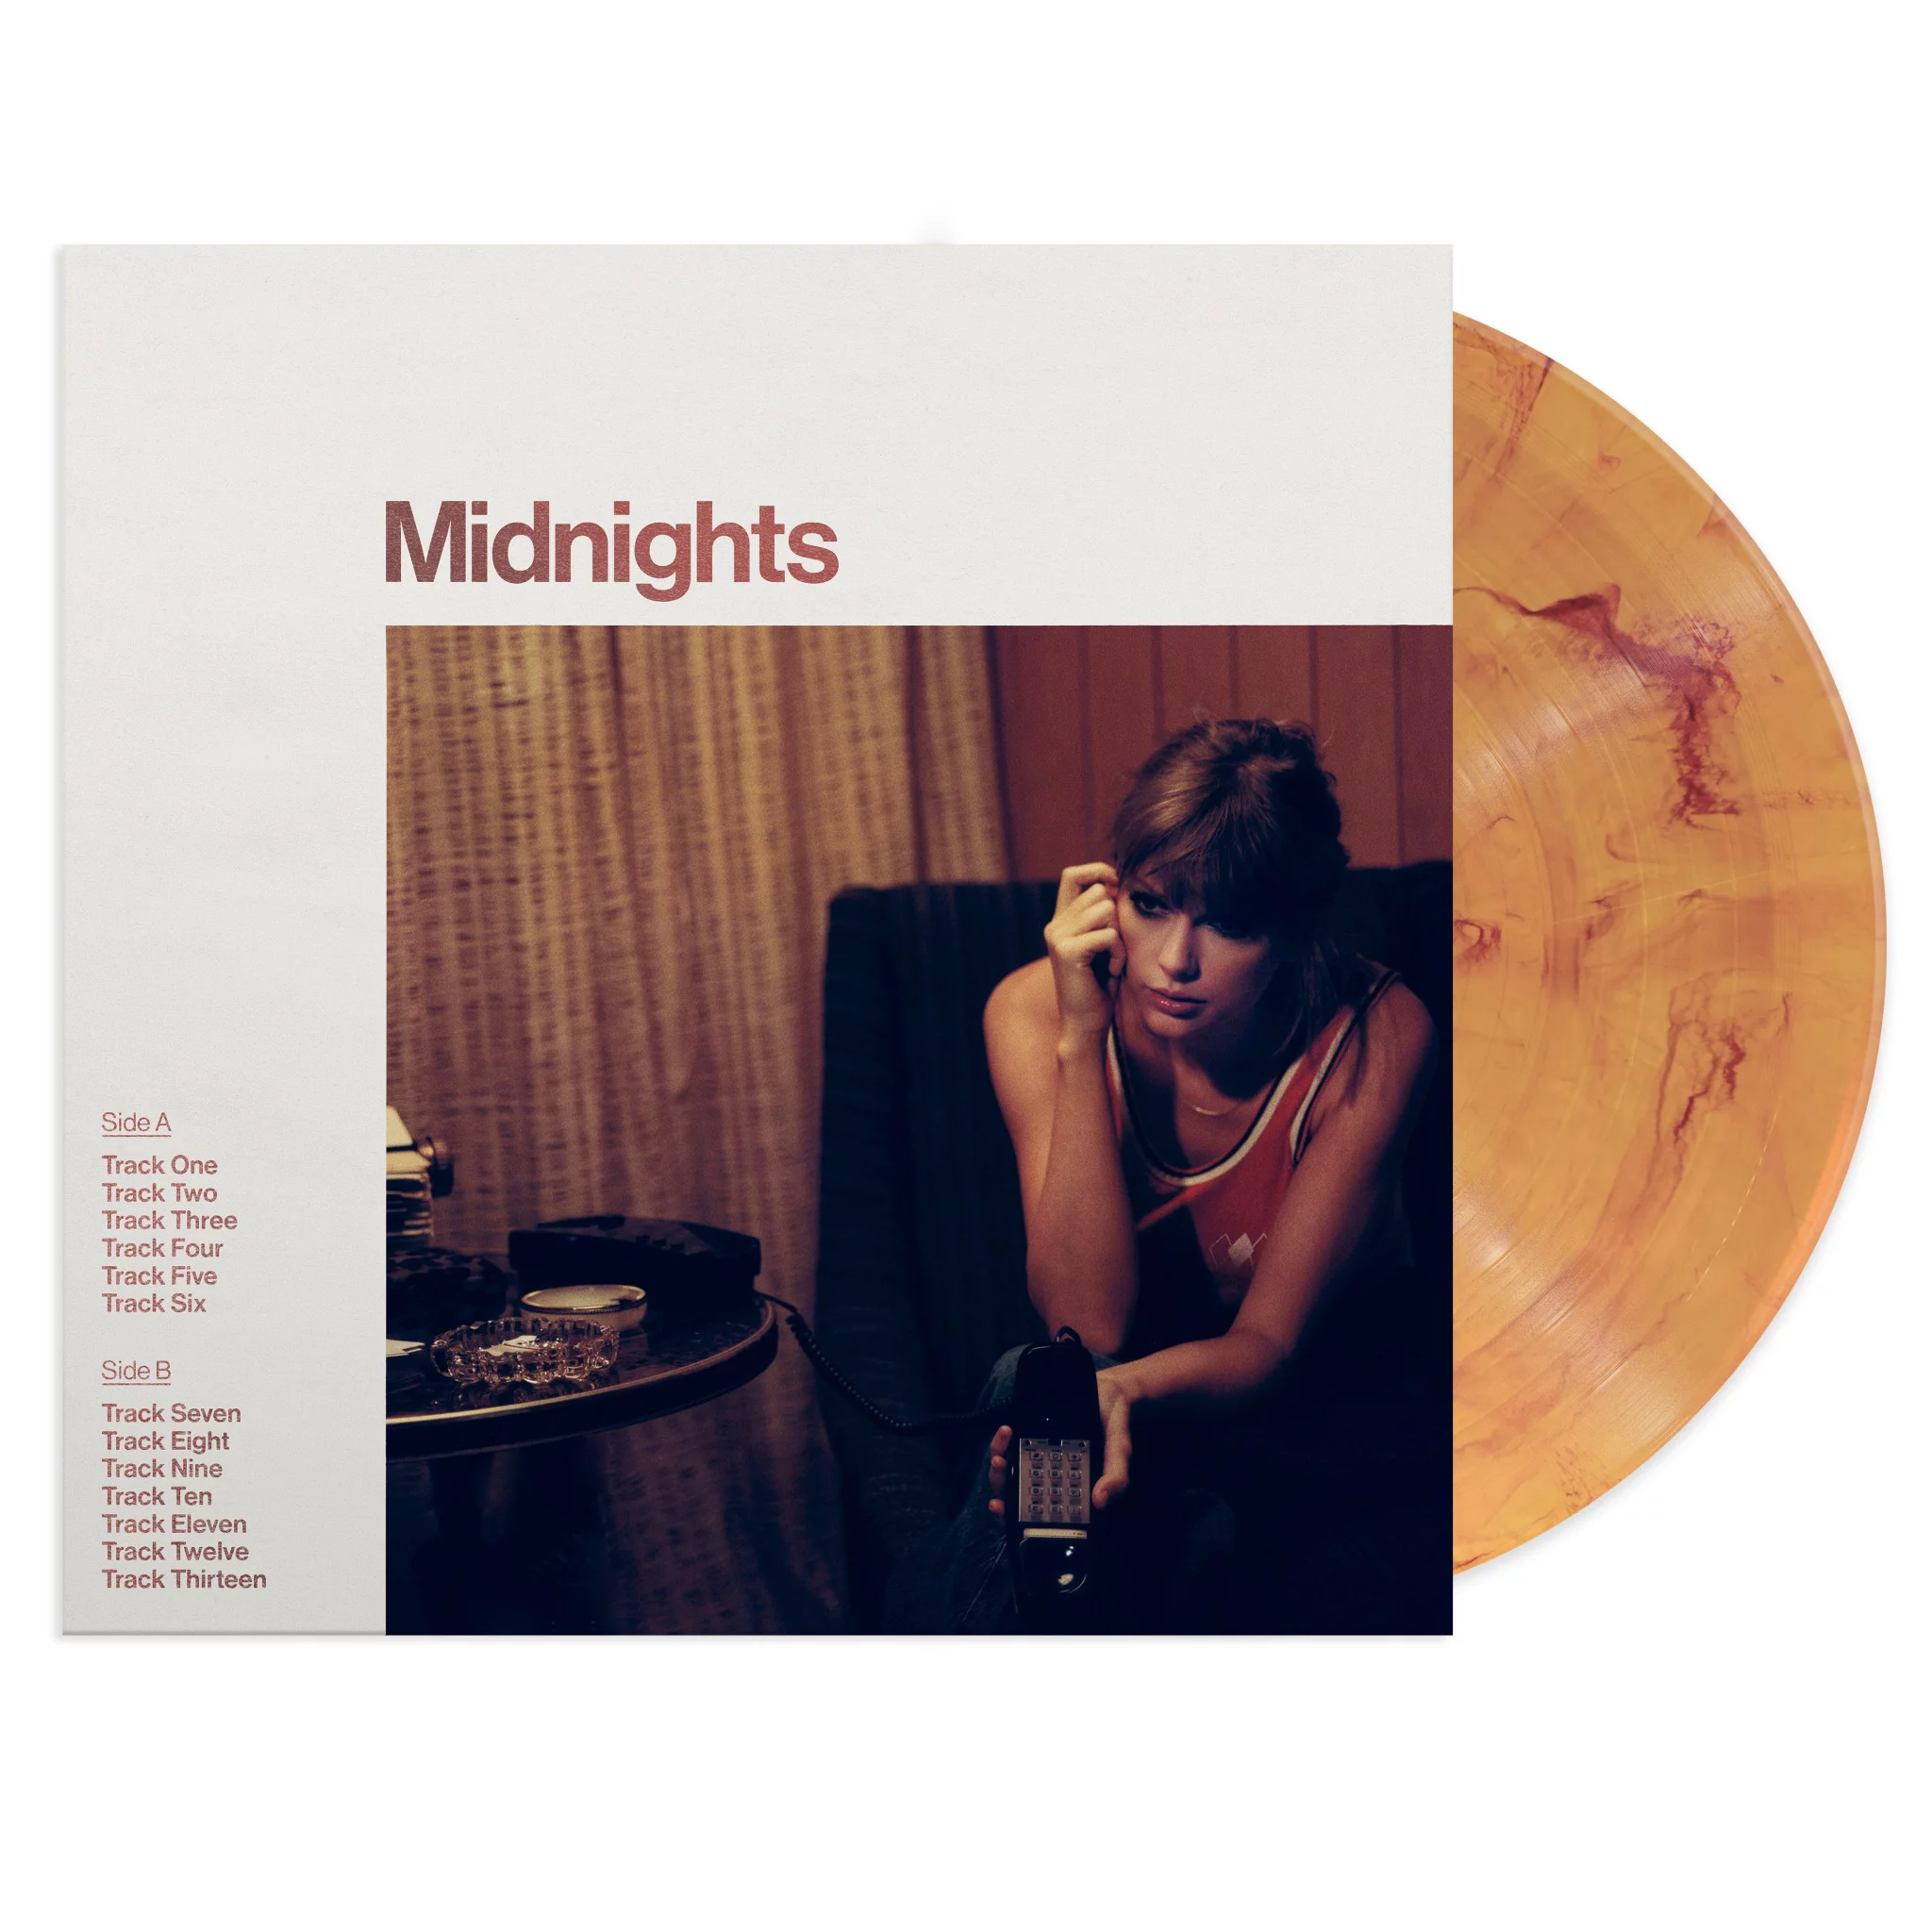 Midnights
Side A
Track One
Track Two
Track Three
Track Four
Track Five
Track Six
Side B
Track Seven
Track Eight
Track Nine
Track Ten
Track Eleven
Track Twelve
Track Thirteen